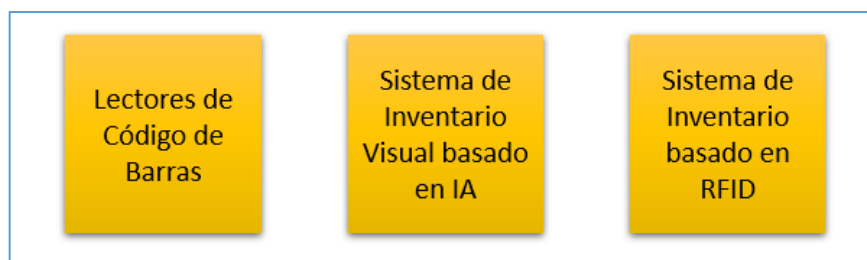 Lectores de
Código de
Barras
Sistema de
Inventario
Visual basado
en IA
Sistema de
Inventario
basado en
RFID